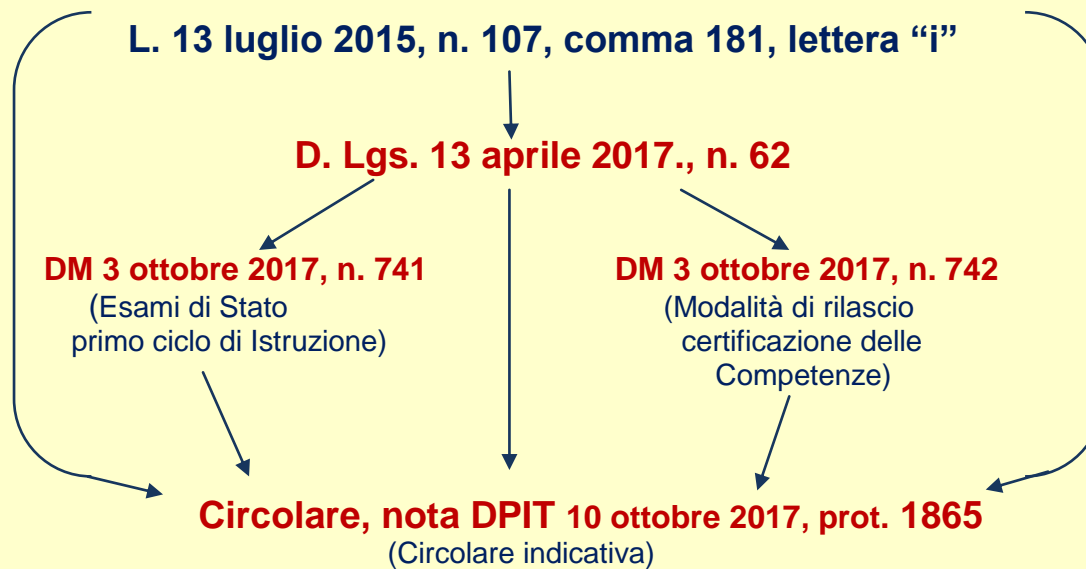 L. 13 luglio 2015, n. 107, comma 181, lettera “i”
D. Lgs. 13 aprile 2017., n. 62
DM 3 ottobre 2017, n. 741
(Esami di Stato
primo ciclo di Istruzione)
DM 3 ottobre 2017, n. 742
(Modalità di rilascio
certificazione delle
Competenze)
Circolare, nota DPIT 10 ottobre 2017, prot. 1865
(Circolare indicativa)